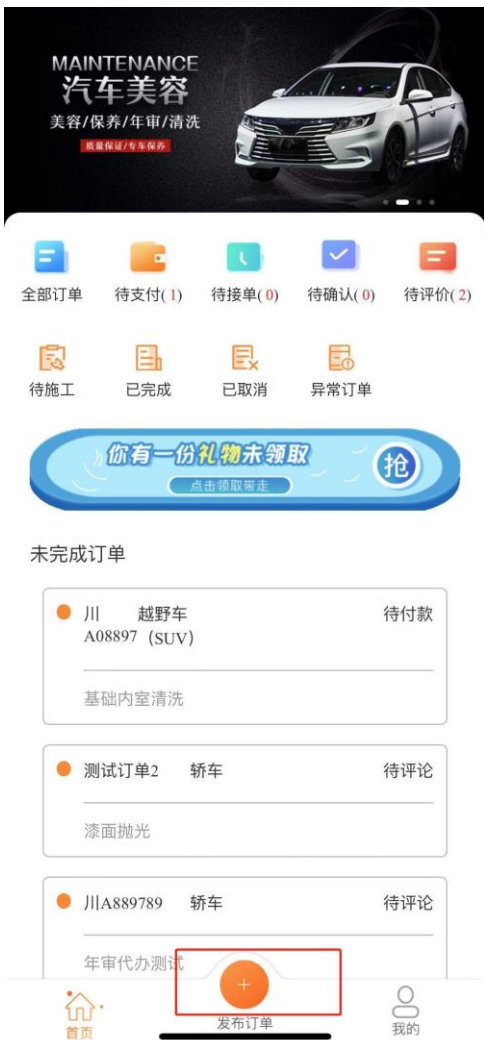 MAINTENANCE
汽车美容
美容/保养/年审/清洗
质量保证/专车保养
全部订单 待支付(1) 待接单(0) 待确认(0) 待评价(2)
待施工 已完成 已取消 异常订单
你有一份礼物未领取
点击领取带走
抢
未完成订单
川 越野车 待付款
A08897 (SUV)
基础内室清洗
测试订单2 轿车 待评论
漆面抛光
川A889789 轿车 待评论
年审代办测试
首页 发布订单 我的